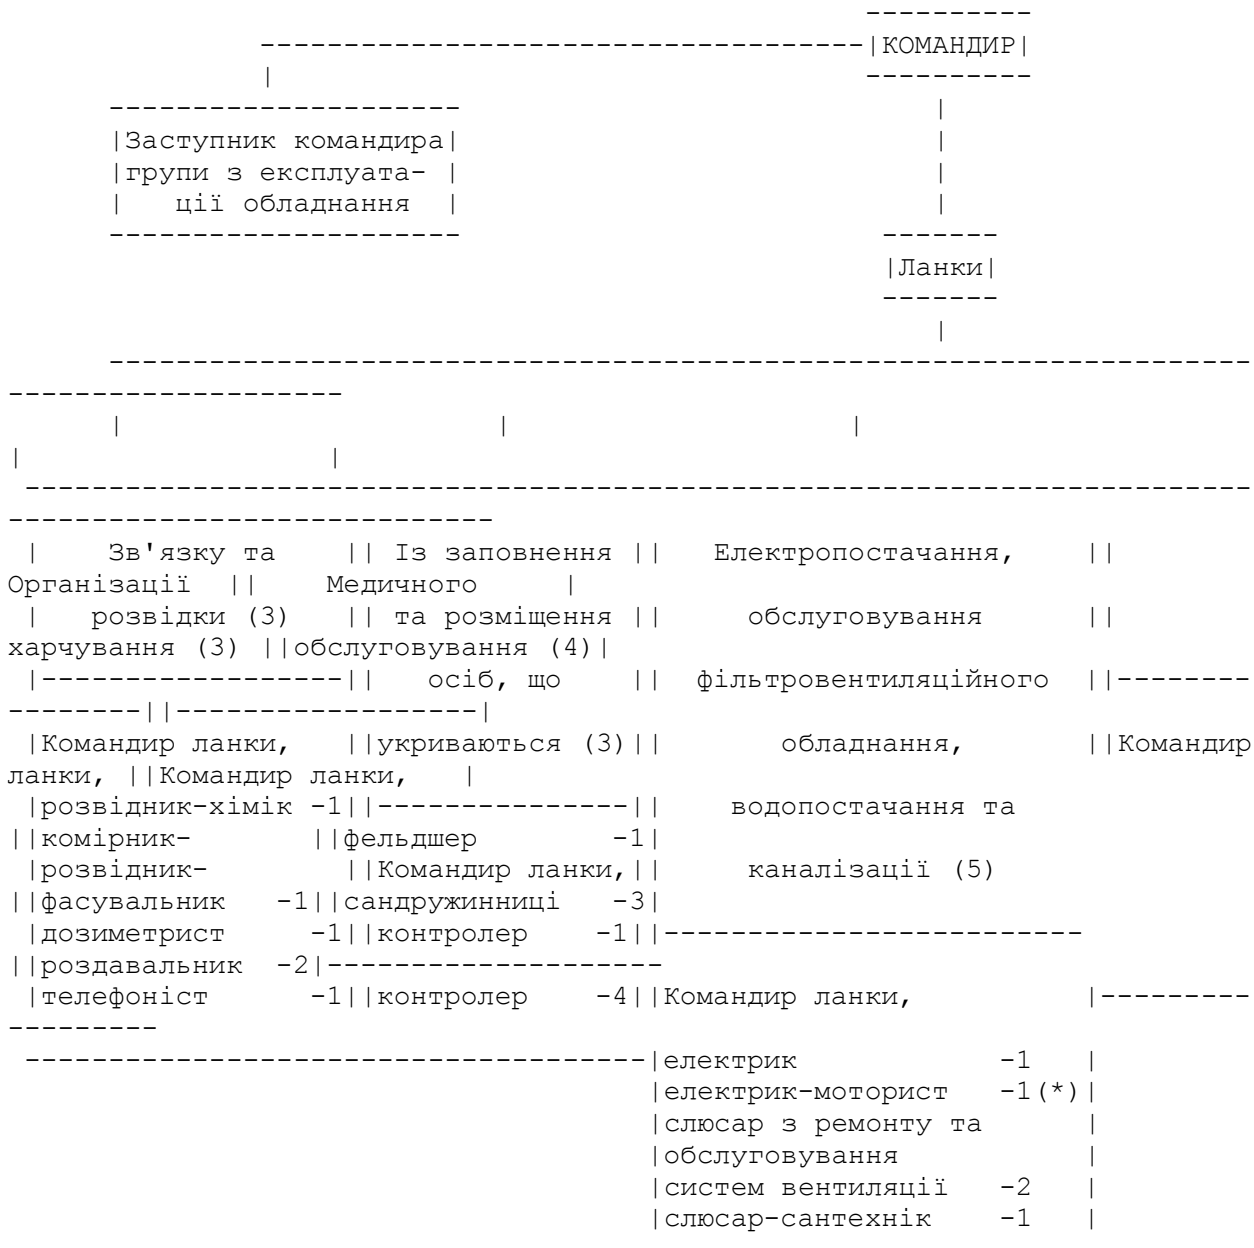 ----------
------------------------------------|КОМАНДИР|
| ----------
--------------------- |
|Заступник командира| |
|групи з експлуата- | |
| ції обладнання | |
--------------------- -------
|Ланки|
-------
|
--------------------------------------------------------------------
--------------------
| | |
| |
-------------------------------------------------------------------------
-----------------------------
| Зв'язку та || Із заповнення || Електропостачання, ||
Організації || Медичного |
| розвідки (3) || та розміщення || обслуговування ||
харчування (3) ||обслуговування (4)|
|------------------|| осіб, що || фільтровентиляційного ||--------
--------||------------------|
|Командир ланки, ||укриваються (3)|| обладнання, ||Командир
ланки, ||Командир ланки, |
|розвідник-хімік -1||---------------|| водопостачання та
||комірник- ||фельдшер -1|
|розвідник- ||Командир ланки,|| каналізації (5)
||фасувальник -1||сандружинниці -3|
|дозиметрист -1||контролер -1||-------------------------
||роздавальник -2|--------------------
|телефоніст -1||контролер -4||Командир ланки, |---------
---------
-------------------------------------|електрик -1 |
|електрик-моторист -1(*)|
|слюсар з ремонту та |
|обслуговування |
|систем вентиляції -2 |
|слюсар-сантехнік -1 |